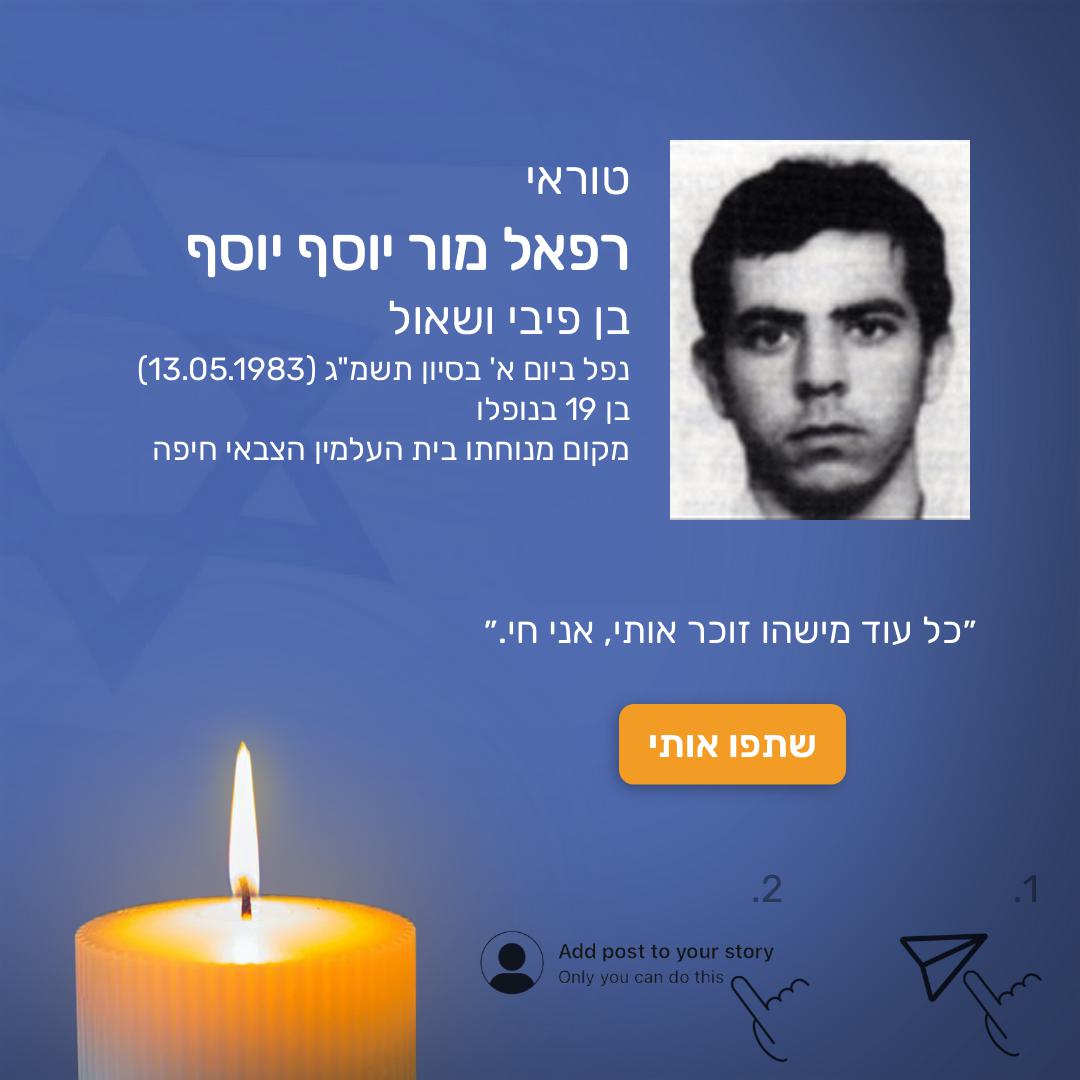 טוראי
רפאל מור יוסף יוסף
בן פיבי ושאול
נפל ביום א' בסיון תשמ"ג (13.05.1983)
בן 19 בנופלו
מקום מנוחתו בית העלמין הצבאי חיפה
״כל עוד מישהו זוכר אותי, אני חי.״
שתפו אותי
.1
.2
Add post to your story
Only you can do this